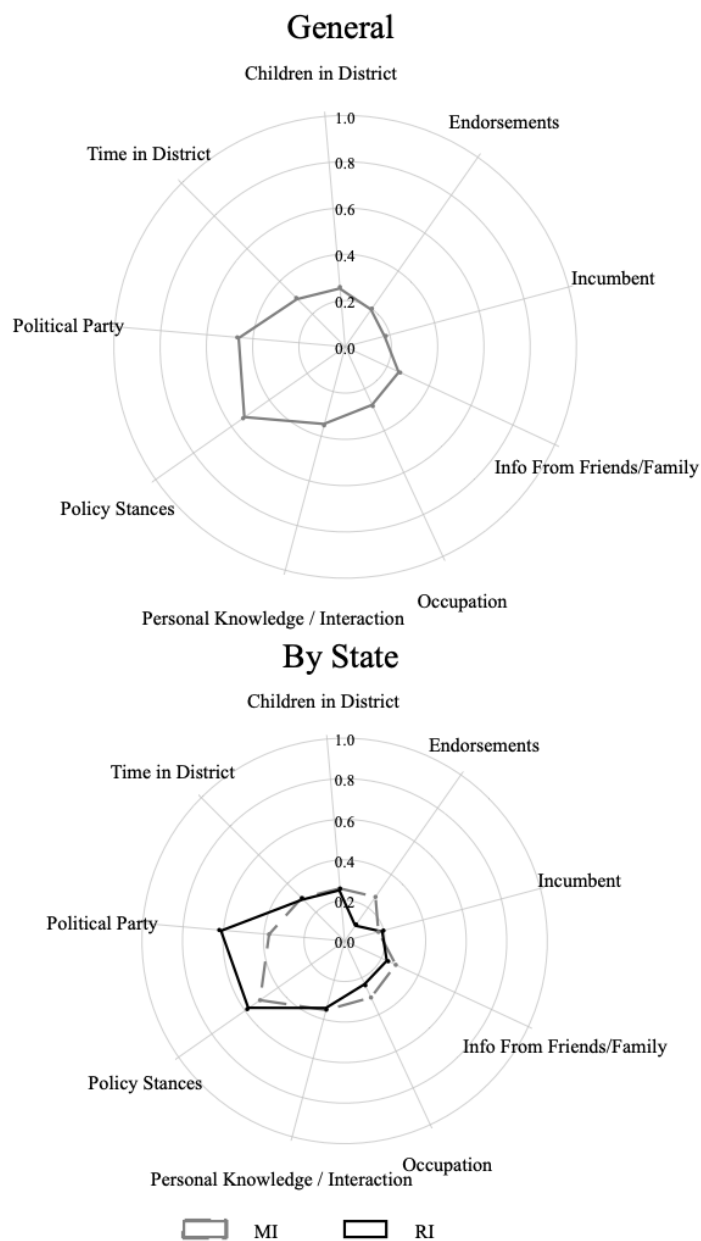 General
Children in District
1.0
Endorsements
Time in District
0.8
0.6
0.4
Incumbent
0.2
Political Party
0.0
Info From Friends/Family
Policy Stances
Occupation
Personal Knowledge / Interaction
By State
Children in District
1.0
Endorsements
Time in District
0.8
0.6
0.4
Incumbent
0.2
Political Party
0.0
Info From Friends/Family
Policy Stances
Occupation
Personal Knowledge / Interaction
MI RI